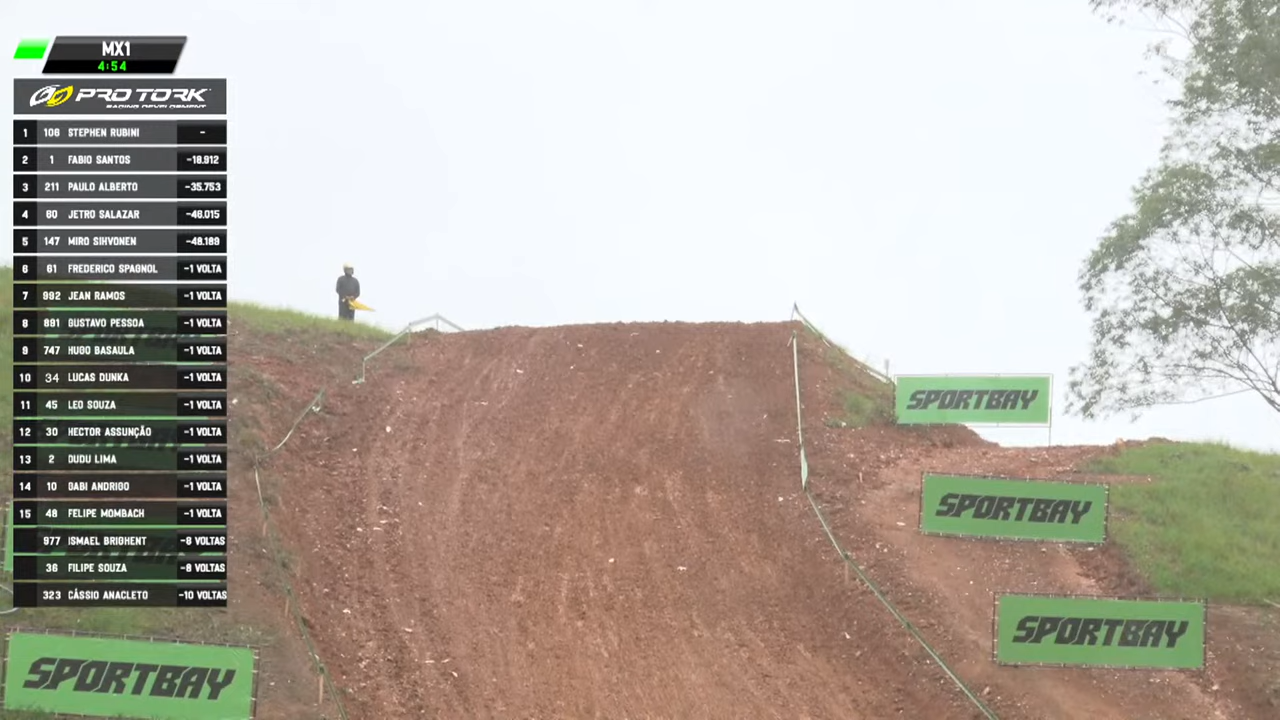 MX1
4:54
PRO TORK
RACING DEVELOPMENT
1 108 STEPHEN RUBINI -
2 1 FABIO SANTOS -18.912
3 211 PAULO ALBERTO -35.753
4 60 JETRO SALAZAR -46.015
5 147 MIRO SIHVONEN -48.189
6 61 FREDERICO SPAGNOL -1 VOLTA
7 992 JEAN RAMOS -1 VOLTA
8 891 GUSTAVO PESSOA -1 VOLTA
9 747 HUGO BASAULA -1 VOLTA
10 34 LUCAS DUNKA -1 VOLTA
11 45 LEO SOUZA -1 VOLTA
12 30 HECTOR ASSUNÇÃO -1 VOLTA
13 2 DUDU LIMA -1 VOLTA
14 10 GABI ANDRIGO -1 VOLTA
15 48 FELIPE MOMBACH -1 VOLTA
977 ISMAEL BRIGHENT -8 VOLTAS
36 FILIPE SOUZA -8 VOLTAS
323 CÁSSIO ANACLETO -10 VOLTAS
SPORTBAY
SPORTBAY
SPORTBAY
SPORTBAY